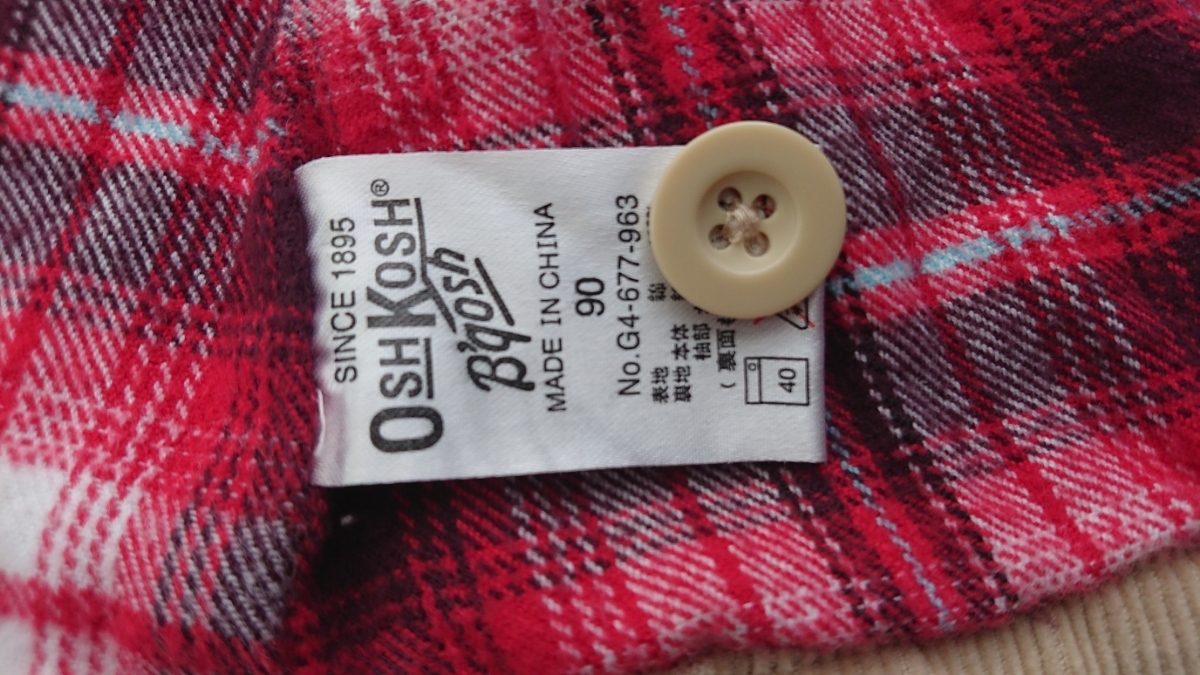 SINCE 1895
OSHKOSH®
B'gosh
MADE IN CHINA
90
No.G4-677-963
表地 綿
裏地 本体
袖部
(裏面
40